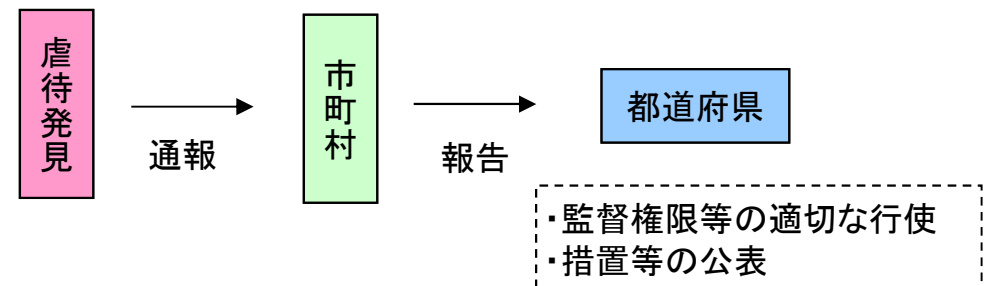 虐待発見
通報
市町村
報告
都道府県
・監督権限等の適切な行使
・措置等の公表